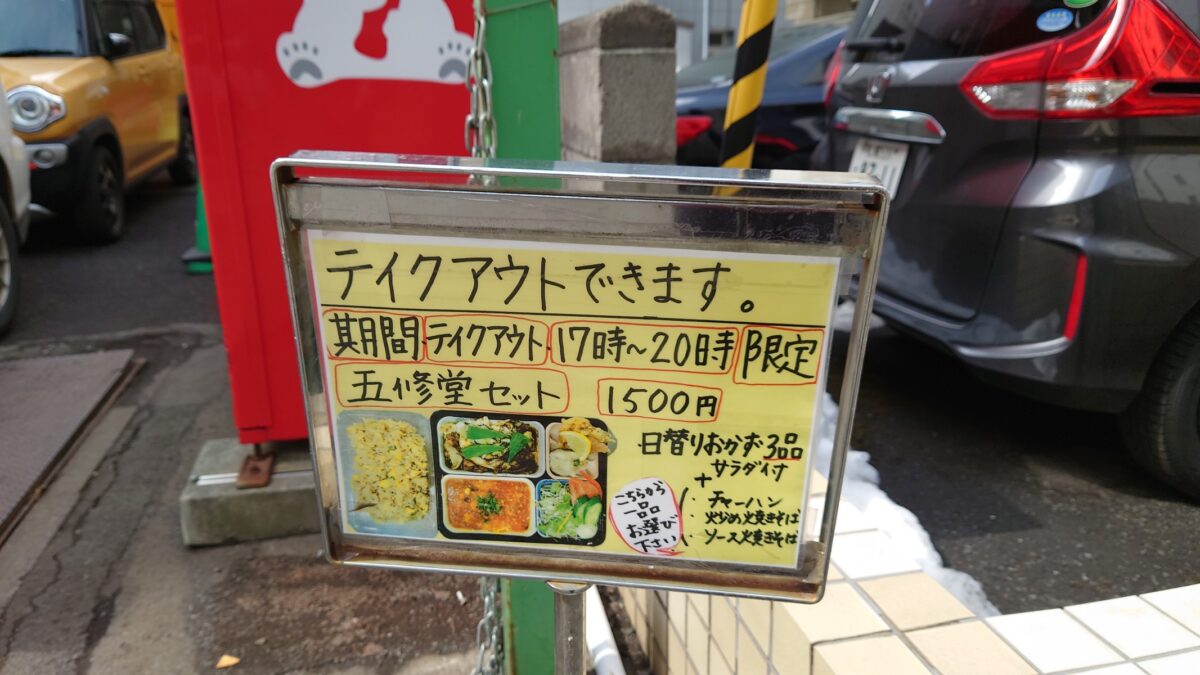 テイクアウトできます。
期間 テイクアウト 17時～20時 限定
五修堂セット 1500円
日替りおかず3品
+ サラダ付
こちらから
一品
お選び
下さい
・チャーハン
・炒め焼きそば
・ソース焼きそば